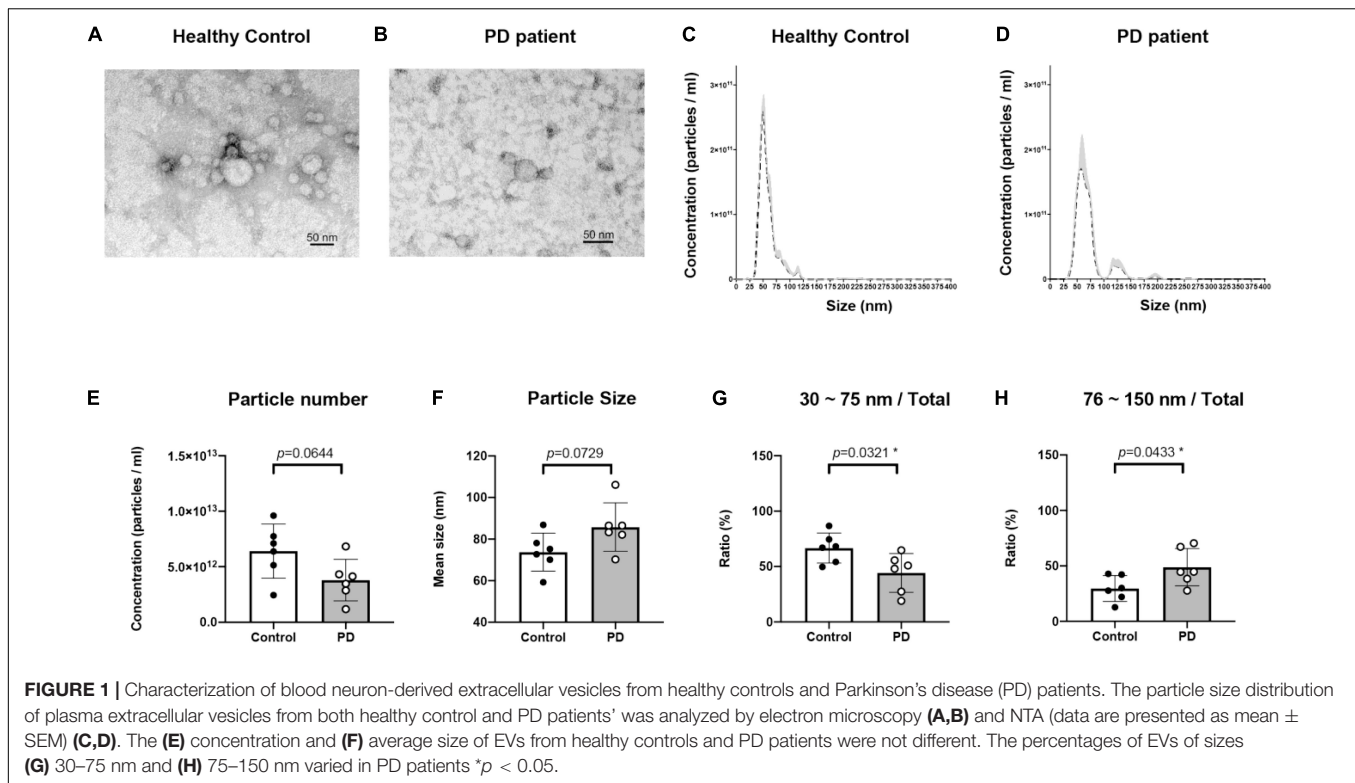 A Healthy Control
B PD patient
C Healthy Control
D PD patient
50 nm
50 nm
Concentration (particles / ml)
3×10¹¹
2×10¹¹
1×10¹¹
0
0 25 50 75 100 125 150 175 200 225 250 275 300 325 350 375 400
Size (nm)
Concentration (particles / ml)
3×10¹¹
2×10¹¹
1×10¹¹
0
0 25 50 75 100 125 150 175 200 225 250 275 300 325 350 375 400
Size (nm)
E Particle number
Concentration (particles / ml)
1.5×10¹³
1.0×10¹³
5.0×10¹²
0.0
p=0.0644
Control PD
F Particle Size
Mean size (nm)
120
100
80
60
40
p=0.0729
Control PD
G 30 ~ 75 nm / Total
Ratio (%)
150
100
50
0
p=0.0321 *
Control PD
H 76 ~ 150 nm / Total
Ratio (%)
150
100
50
0
p=0.0433 *
Control PD
FIGURE 1 | Characterization of blood neuron-derived extracellular vesicles from healthy controls and Parkinson's disease (PD) patients. The particle size distribution
of plasma extracellular vesicles from both healthy control and PD patients' was analyzed by electron microscopy (A,B) and NTA (data are presented as mean ±
SEM) (C,D). The (E) concentration and (F) average size of EVs from healthy controls and PD patients were not different. The percentages of EVs of sizes
(G) 30–75 nm and (H) 75–150 nm varied in PD patients *p < 0.05.